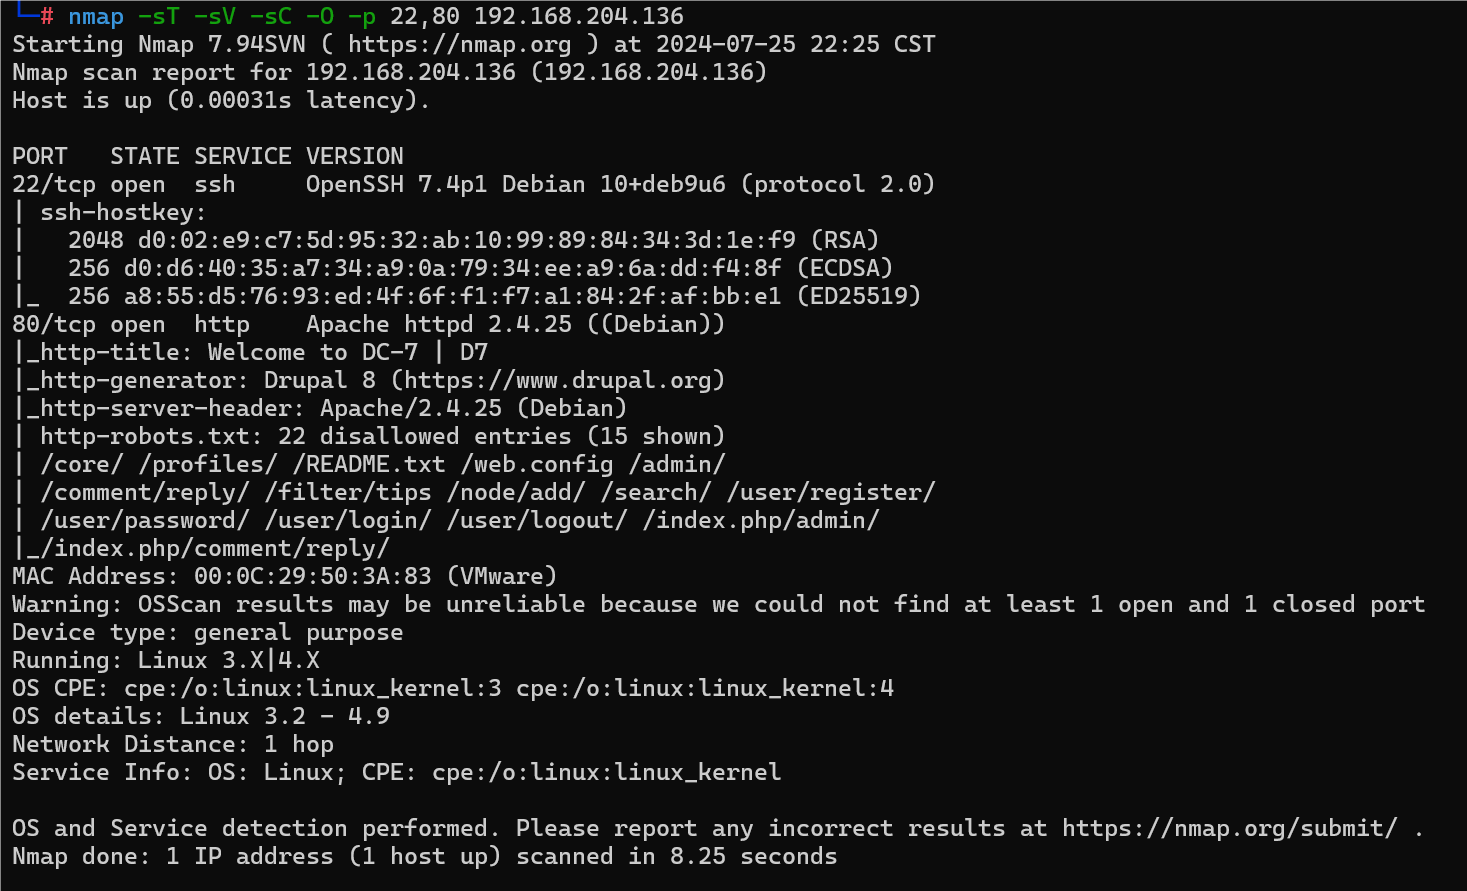 └─# nmap -sT -sV -sC -O -p 22,80 192.168.204.136
Starting Nmap 7.94SVN ( https://nmap.org ) at 2024-07-25 22:25 CST
Nmap scan report for 192.168.204.136 (192.168.204.136)
Host is up (0.00031s latency).

PORT   STATE SERVICE VERSION
22/tcp open  ssh     OpenSSH 7.4p1 Debian 10+deb9u6 (protocol 2.0)
| ssh-hostkey:
|   2048 d0:02:e9:c7:5d:95:32:ab:10:99:89:84:34:3d:1e:f9 (RSA)
|   256 d0:d6:40:35:a7:34:a9:0a:79:34:ee:a9:6a:dd:f4:8f (ECDSA)
|_  256 a8:55:d5:76:93:ed:4f:6f:f1:f7:a1:84:2f:af:bb:e1 (ED25519)
80/tcp open  http    Apache httpd 2.4.25 ((Debian))
|_http-title: Welcome to DC-7 | D7
|_http-generator: Drupal 8 (https://www.drupal.org)
|_http-server-header: Apache/2.4.25 (Debian)
| http-robots.txt: 22 disallowed entries (15 shown)
| /core/ /profiles/ /README.txt /web.config /admin/
| /comment/reply/ /filter/tips /node/add/ /search/ /user/register/
| /user/password/ /user/login/ /user/logout/ /index.php/admin/
|_/index.php/comment/reply/
MAC Address: 00:0C:29:50:3A:83 (VMware)
Warning: OSScan results may be unreliable because we could not find at least 1 open and 1 closed port
Device type: general purpose
Running: Linux 3.X|4.X
OS CPE: cpe:/o:linux:linux_kernel:3 cpe:/o:linux:linux_kernel:4
OS details: Linux 3.2 - 4.9
Network Distance: 1 hop
Service Info: OS: Linux; CPE: cpe:/o:linux:linux_kernel

OS and Service detection performed. Please report any incorrect results at https://nmap.org/submit/ .
Nmap done: 1 IP address (1 host up) scanned in 8.25 seconds